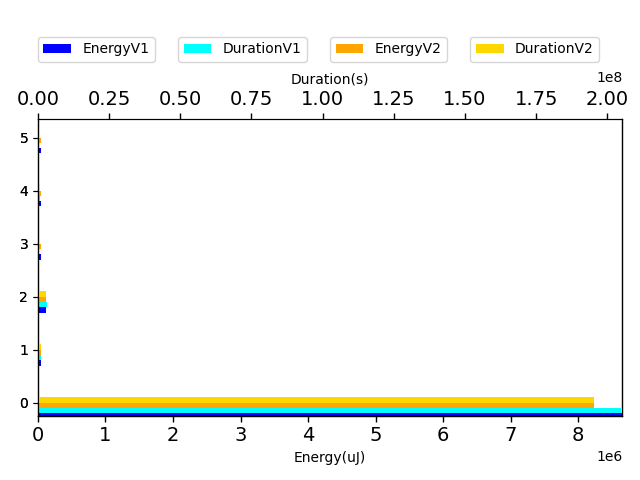 EnergyV1 DurationV1 EnergyV2 DurationV2
Duration(s)
1e8
0.00 0.25 0.50 0.75 1.00 1.25 1.50 1.75 2.00
5
4
3
2
1
0
0 1 2 3 4 5 6 7 8
Energy(uJ)
1e6